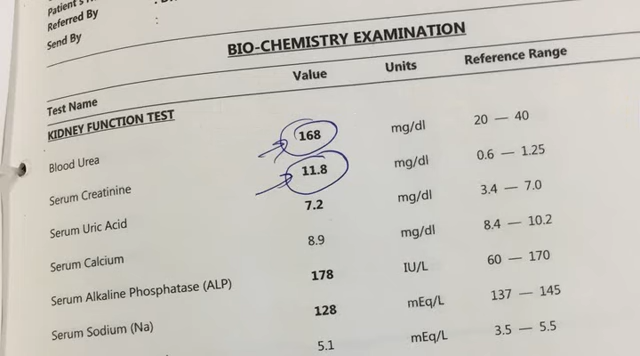 Patient's
Referred By :
Send By
BIO-CHEMISTRY EXAMINATION
Test Name Value Units Reference Range
KIDNEY FUNCTION TEST
Blood Urea 168 mg/dl 20 — 40
Serum Creatinine 11.8 mg/dl 0.6 — 1.25
Serum Uric Acid 7.2 mg/dl 3.4 — 7.0
Serum Calcium 8.9 mg/dl 8.4 — 10.2
Serum Alkaline Phosphatase (ALP) 178 IU/L 60 — 170
Serum Sodium (Na) 128 mEq/L 137 — 145
5.1 mEq/L 3.5 — 5.5